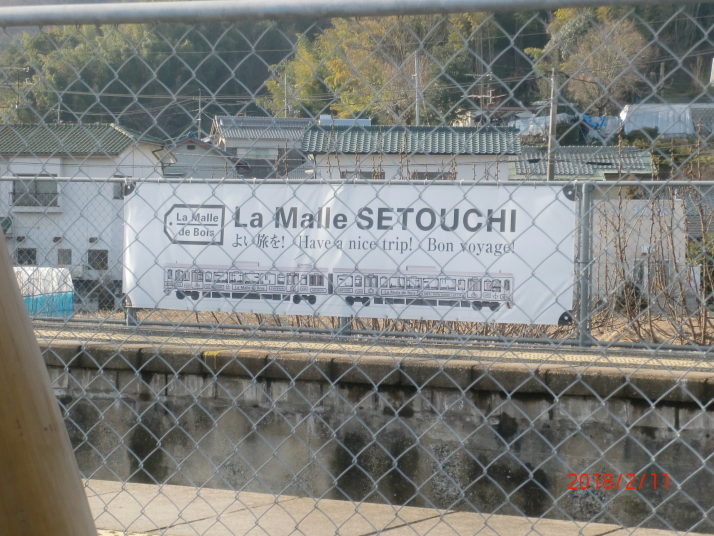 La Malle
de Bois
La Malle SETOUCHI
よい旅を! Have a nice trip! Bon voyage!
2018/2/11